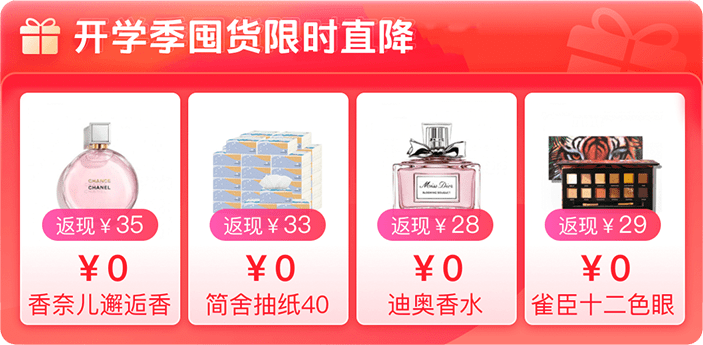 开学季囤货限时直降
CHANCE
CHANEL
返现￥35
￥0
香奈儿邂逅香
返现￥33
￥0
简舍抽纸40
Miss Dior
BLOOMING BOUQUET
返现￥28
￥0
迪奥香水
返现￥29
￥0
雀臣十二色眼